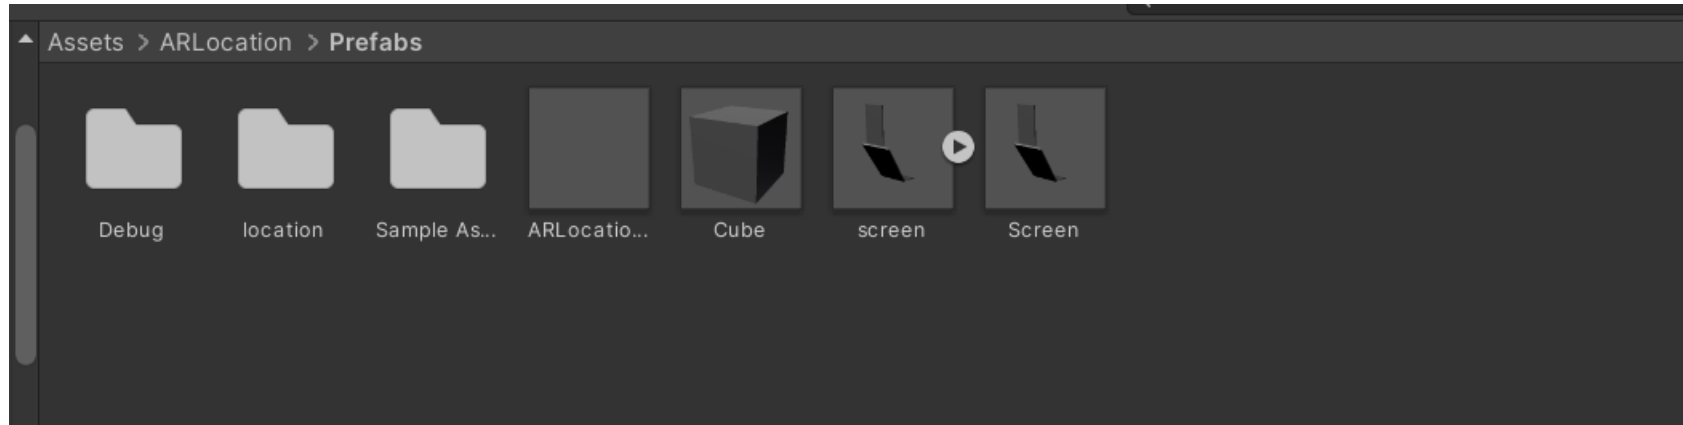 Assets > ARLocation > Prefabs
Debug
location
Sample As...
ARLocatio...
Cube
screen
Screen